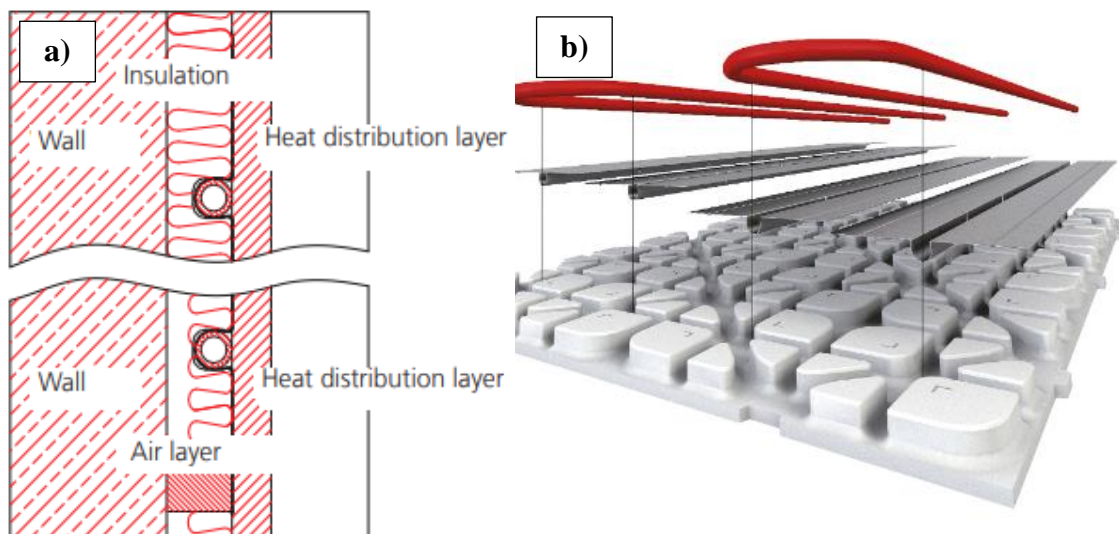 a)
Insulation
Wall
Heat distribution layer
Wall
Heat distribution layer
Air layer
b)